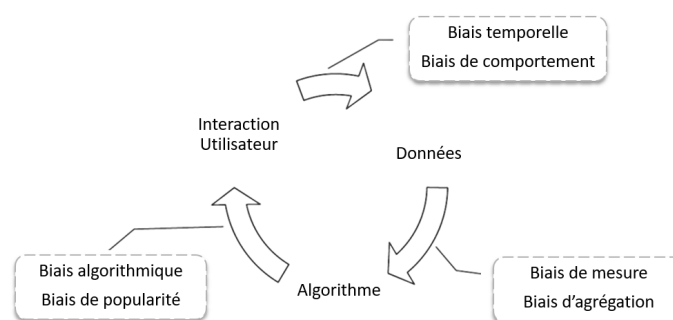 Biais temporelle
Biais de comportement
Interaction
Utilisateur
Données
Biais algorithmique
Biais de popularité
Algorithme
Biais de mesure
Biais d’agrégation